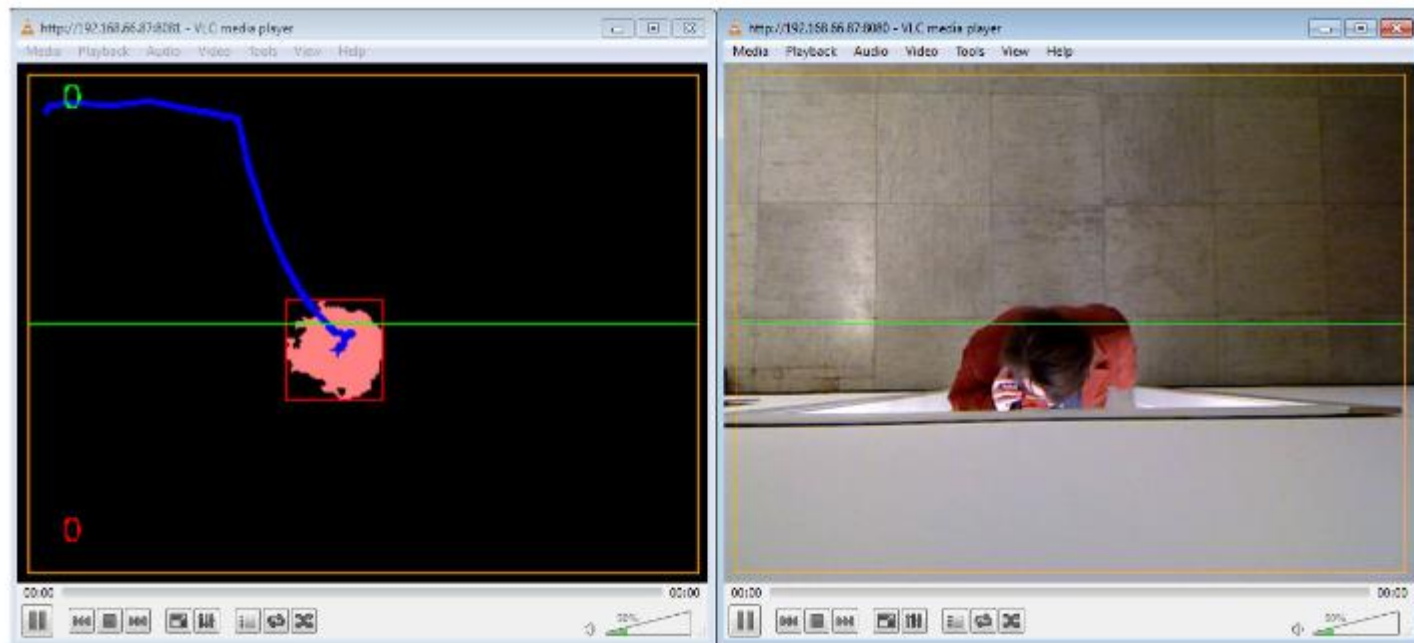 http://192.168.66.87:8081 - VLC media player
Media Playback Audio Video Tools View Help
0
0
00:00 00:00
50%
http://192.168.66.87:8080 - VLC media player
Media Playback Audio Video Tools View Help
00:00 00:00
50%